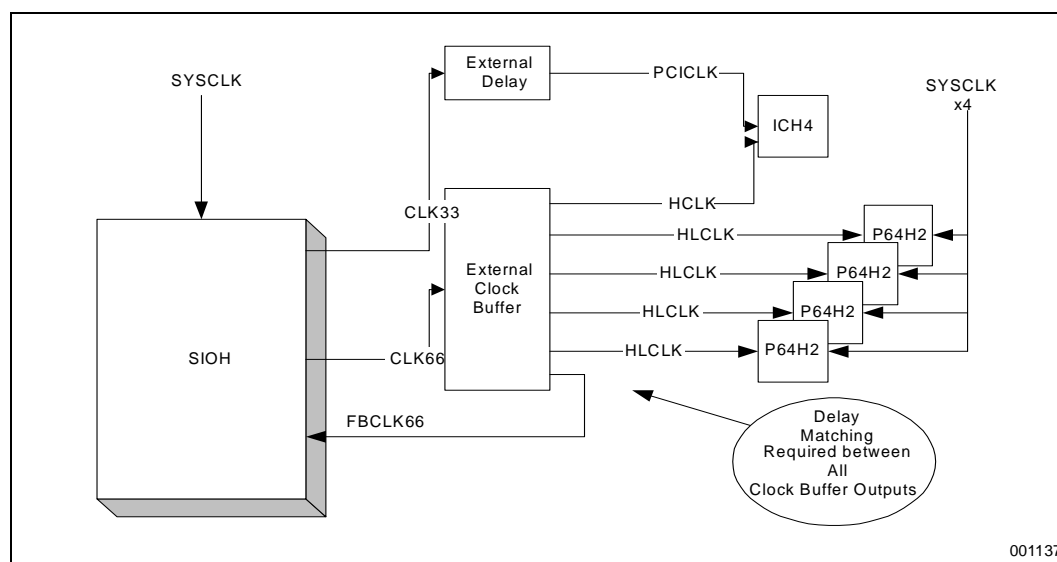 External
Delay
PCICLK
SYSCLK
SYSCLK
x4
ICH4
CLK33
HCLK
P64H2
HLCLK
External
Clock
Buffer
HLCLK
P64H2
HLCLK
P64H2
SIOH
CLK66
HLCLK
P64H2
FBCLK66
Delay
Matching
Required between
All
Clock Buffer Outputs
001137